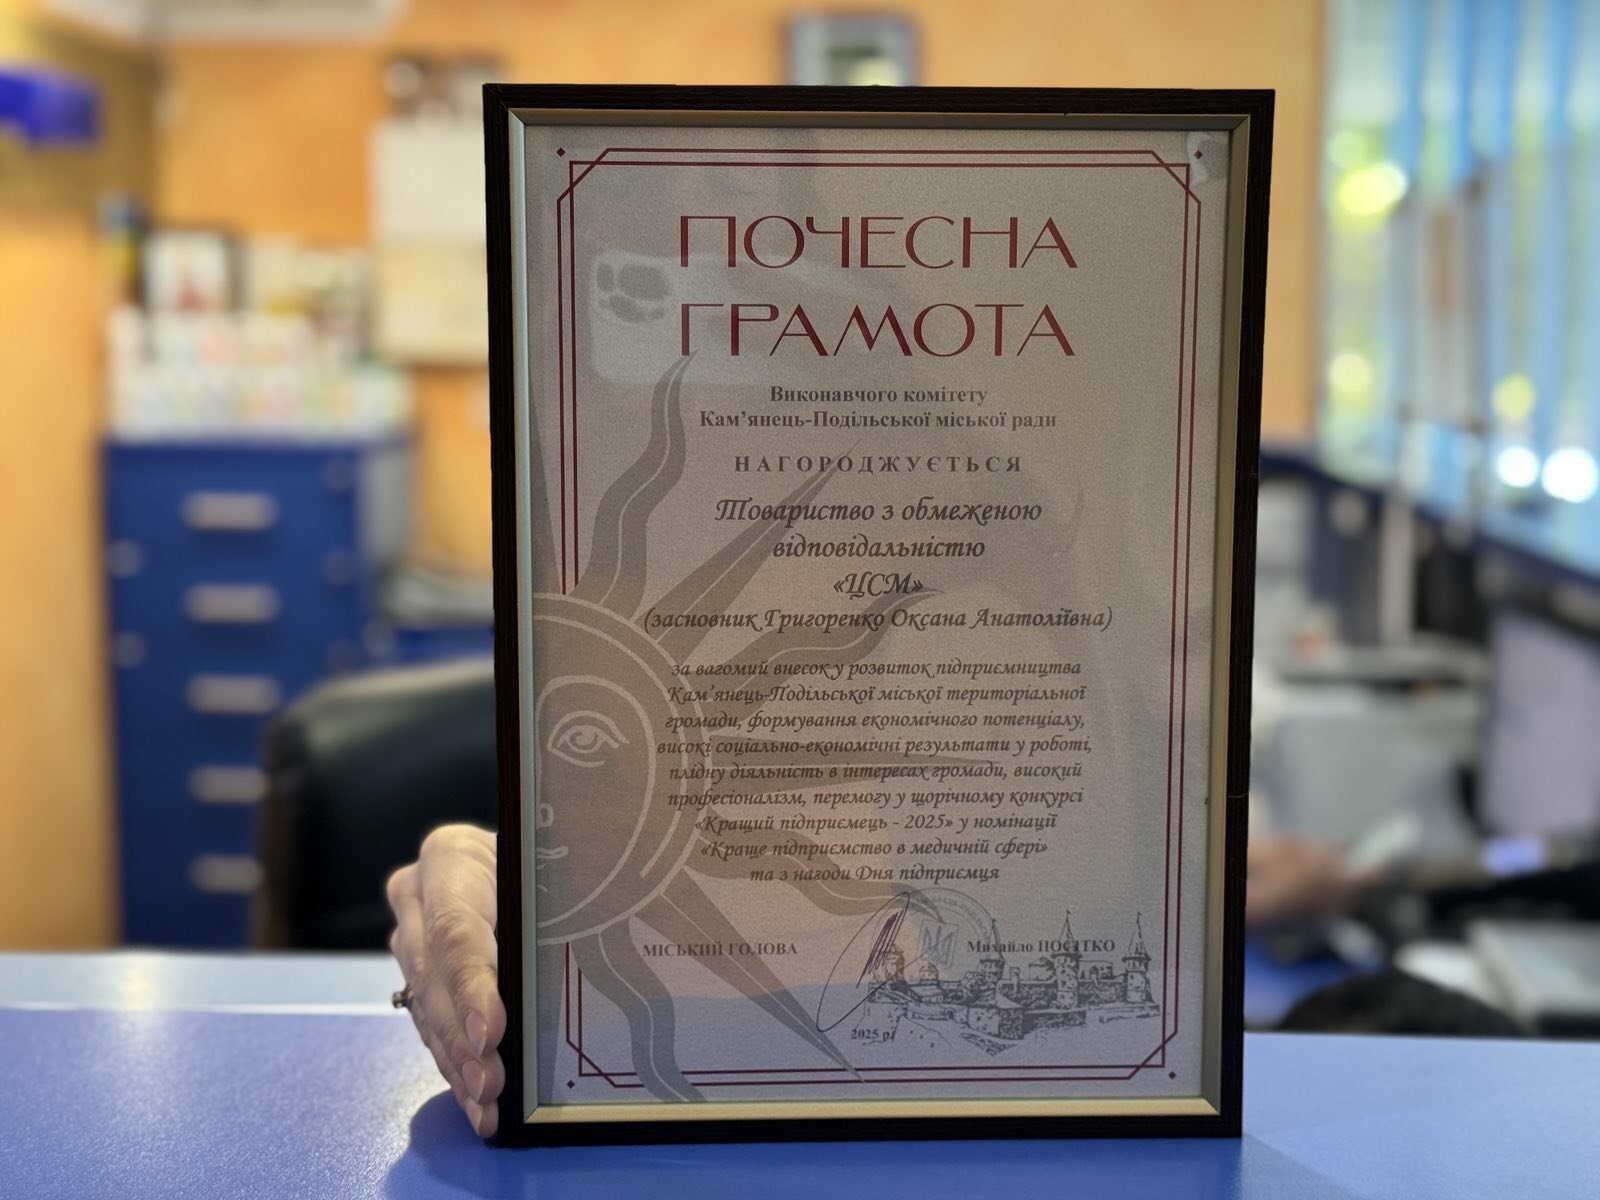 ПОЧЕСНА
ГРАМОТА
Виконавчого комітету
Кам’янець-Подільської міської ради
НАГОРОДЖУЄТЬСЯ
Товариство з обмеженою
відповідальністю
«ЦСМ»
(засновник Григоренко Оксана Анатоліївна)
за вагомий внесок у розвиток підприємництва
Кам’янець-Подільської міської територіальної
громади, формування економічного потенціалу,
високі соціально-економічні результати у роботі,
плідну діяльність в інтересах громади, високий
професіоналізм, перемогу у щорічному конкурсі
«Кращий підприємець - 2025» у номінації
«Краще підприємство в медичній сфері»
та з нагоди Дня підприємця
МІСЬКИЙ ГОЛОВА Михайло ПОСІТКО
2025 р.